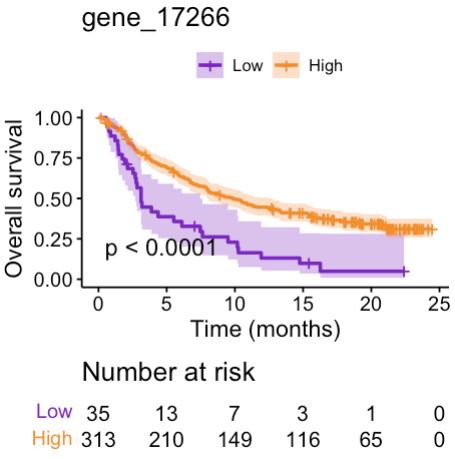 gene_17266
Low High
Overall survival
1.00
0.75
0.50
0.25
0.00
p < 0.0001
0 5 10 15 20 25
Time (months)
Number at risk
Low 35 13 7 3 1 0
High 313 210 149 116 65 0